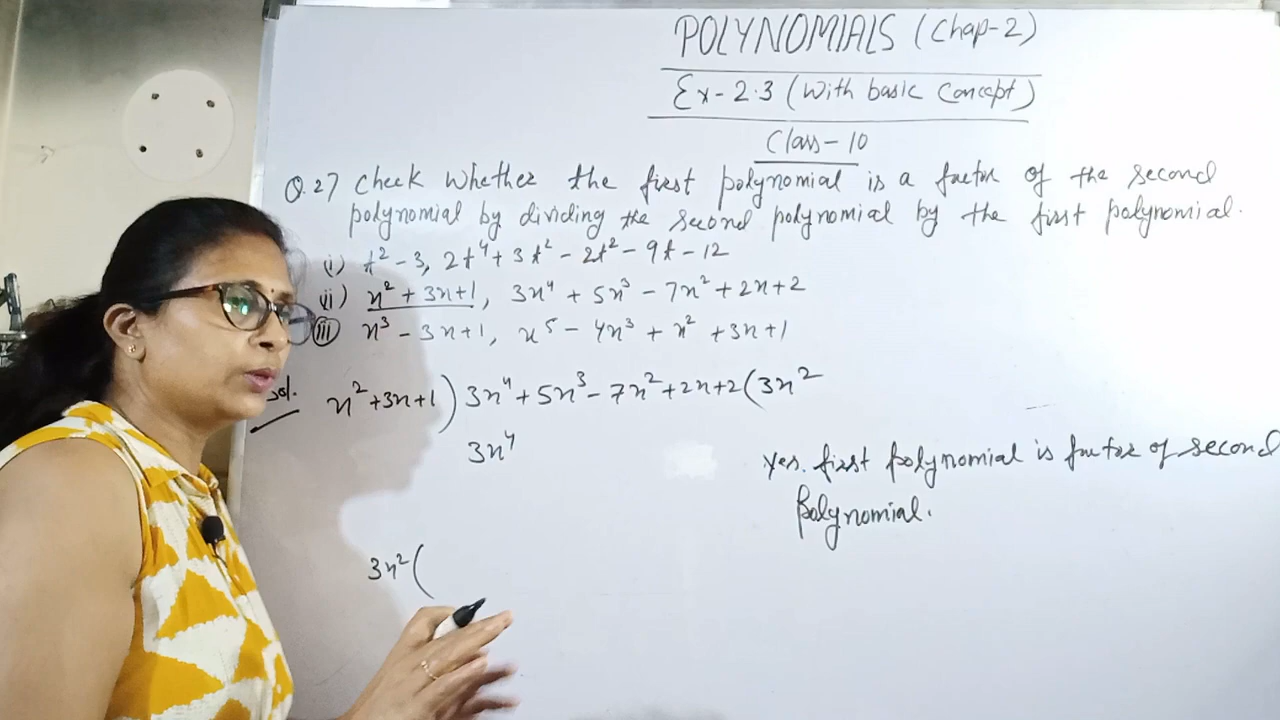 POLYNOMIALS (Chap-2)
Ex-2.3 (With basic Concept)
Class-10
Q.27 Check whether the first polynomial is a factor of the second
polynomial by dividing the second polynomial by the first polynomial.
(i) t² - 3, 2t⁴ + 3t² - 2t² - 9t - 12
(ii) x² + 3x + 1, 3x⁴ + 5x³ - 7x² + 2x + 2
(iii) x³ - 3x + 1, x⁵ - 4x³ + x² + 3x + 1
Sol. x² + 3x + 1 ) 3x⁴ + 5x³ - 7x² + 2x + 2 ( 3x²
3x⁴
Yes. first polynomial is factor of second
Polynomial.
3x² (